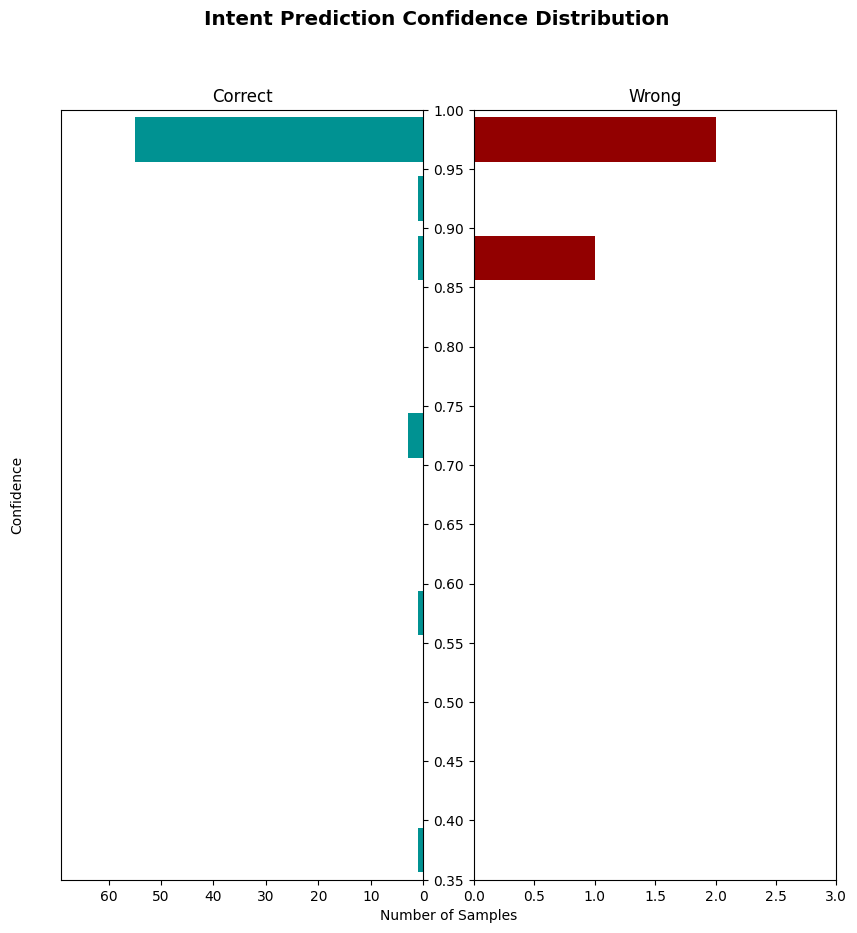 Intent Prediction Confidence Distribution
Correct
Wrong
1.00
0.95
0.90
0.85
0.80
0.75
0.70
0.65
0.60
0.55
0.50
0.45
0.40
0.35
Confidence
60 50 40 30 20 10 0
0.0 0.5 1.0 1.5 2.0 2.5 3.0
Number of Samples